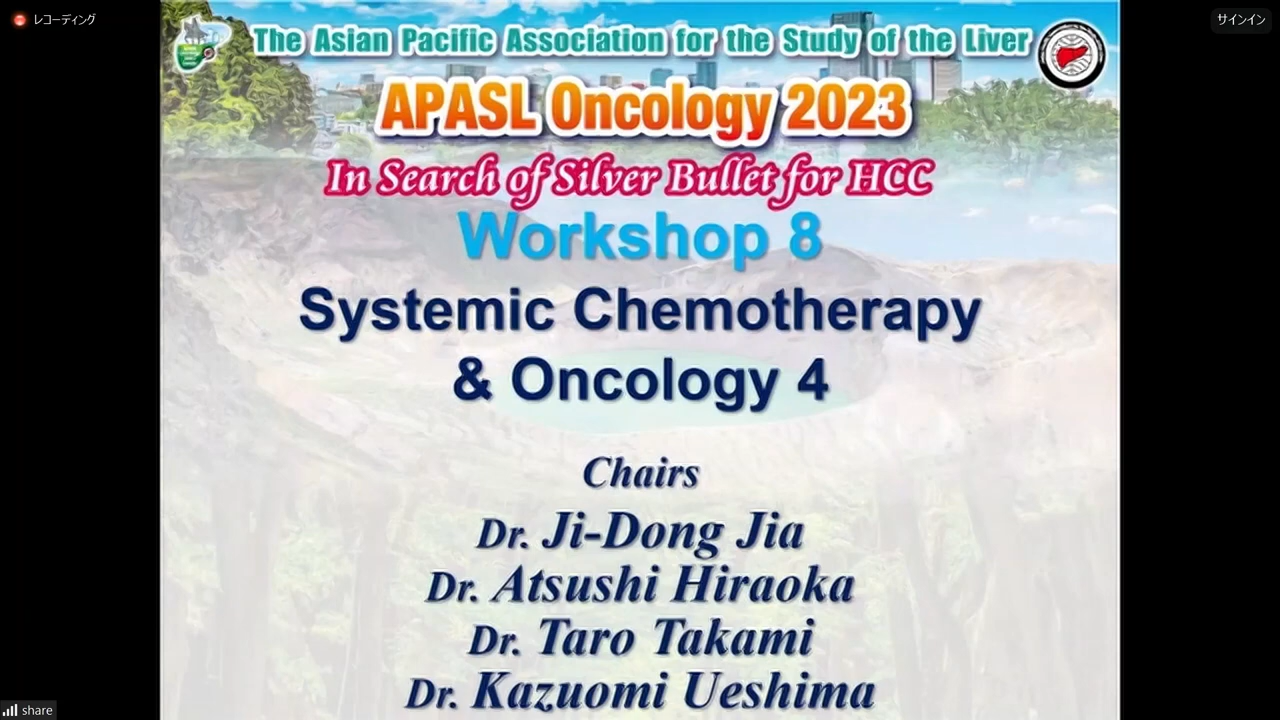 レコーディング
サインイン
The Asian Pacific Association for the Study of the Liver
APASL Oncology 2023
In Search of Silver Bullet for HCC
Workshop 8
Systemic Chemotherapy
& Oncology 4
Chairs
Dr. Ji-Dong Jia
Dr. Atsushi Hiraoka
Dr. Taro Takami
Dr. Kazuomi Ueshima
share